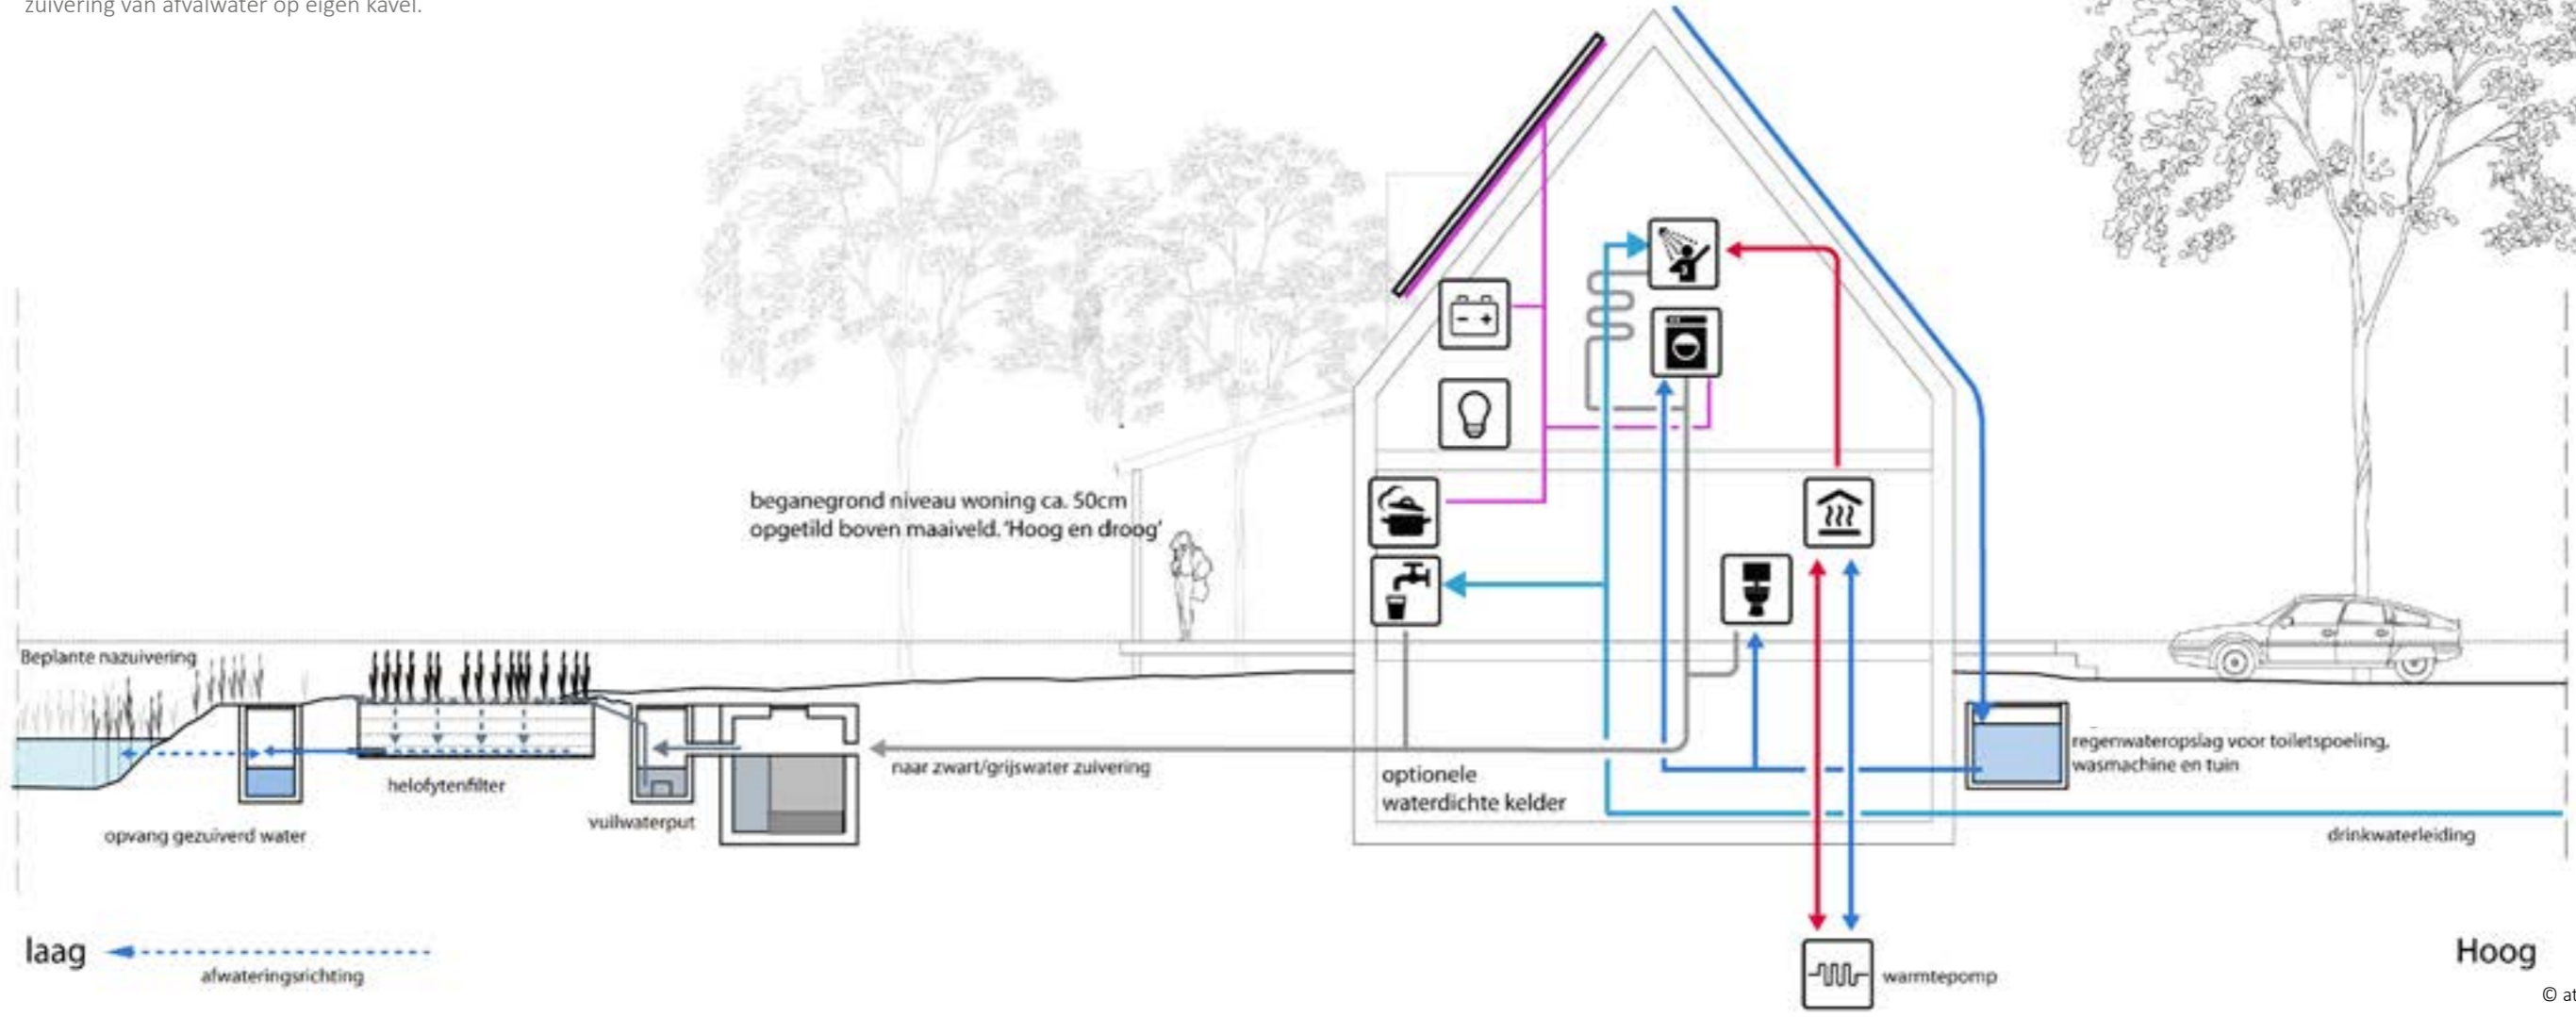 zuivering van afvalwater op eigen kavel.
beganegrond niveau woning ca. 50cm
opgetild boven maaiveld. 'Hoog en droog'
Beplante nazuivering
helofytenfilter
opvang gezuiverd water
vuilwaterput
naar zwart/grijswater zuivering
optionele
waterdichte kelder
regenwateropslag voor toiletspoeling,
wasmachine en tuin
drinkwaterleiding
laag
afwateringsrichting
warmtepomp
Hoog
© at